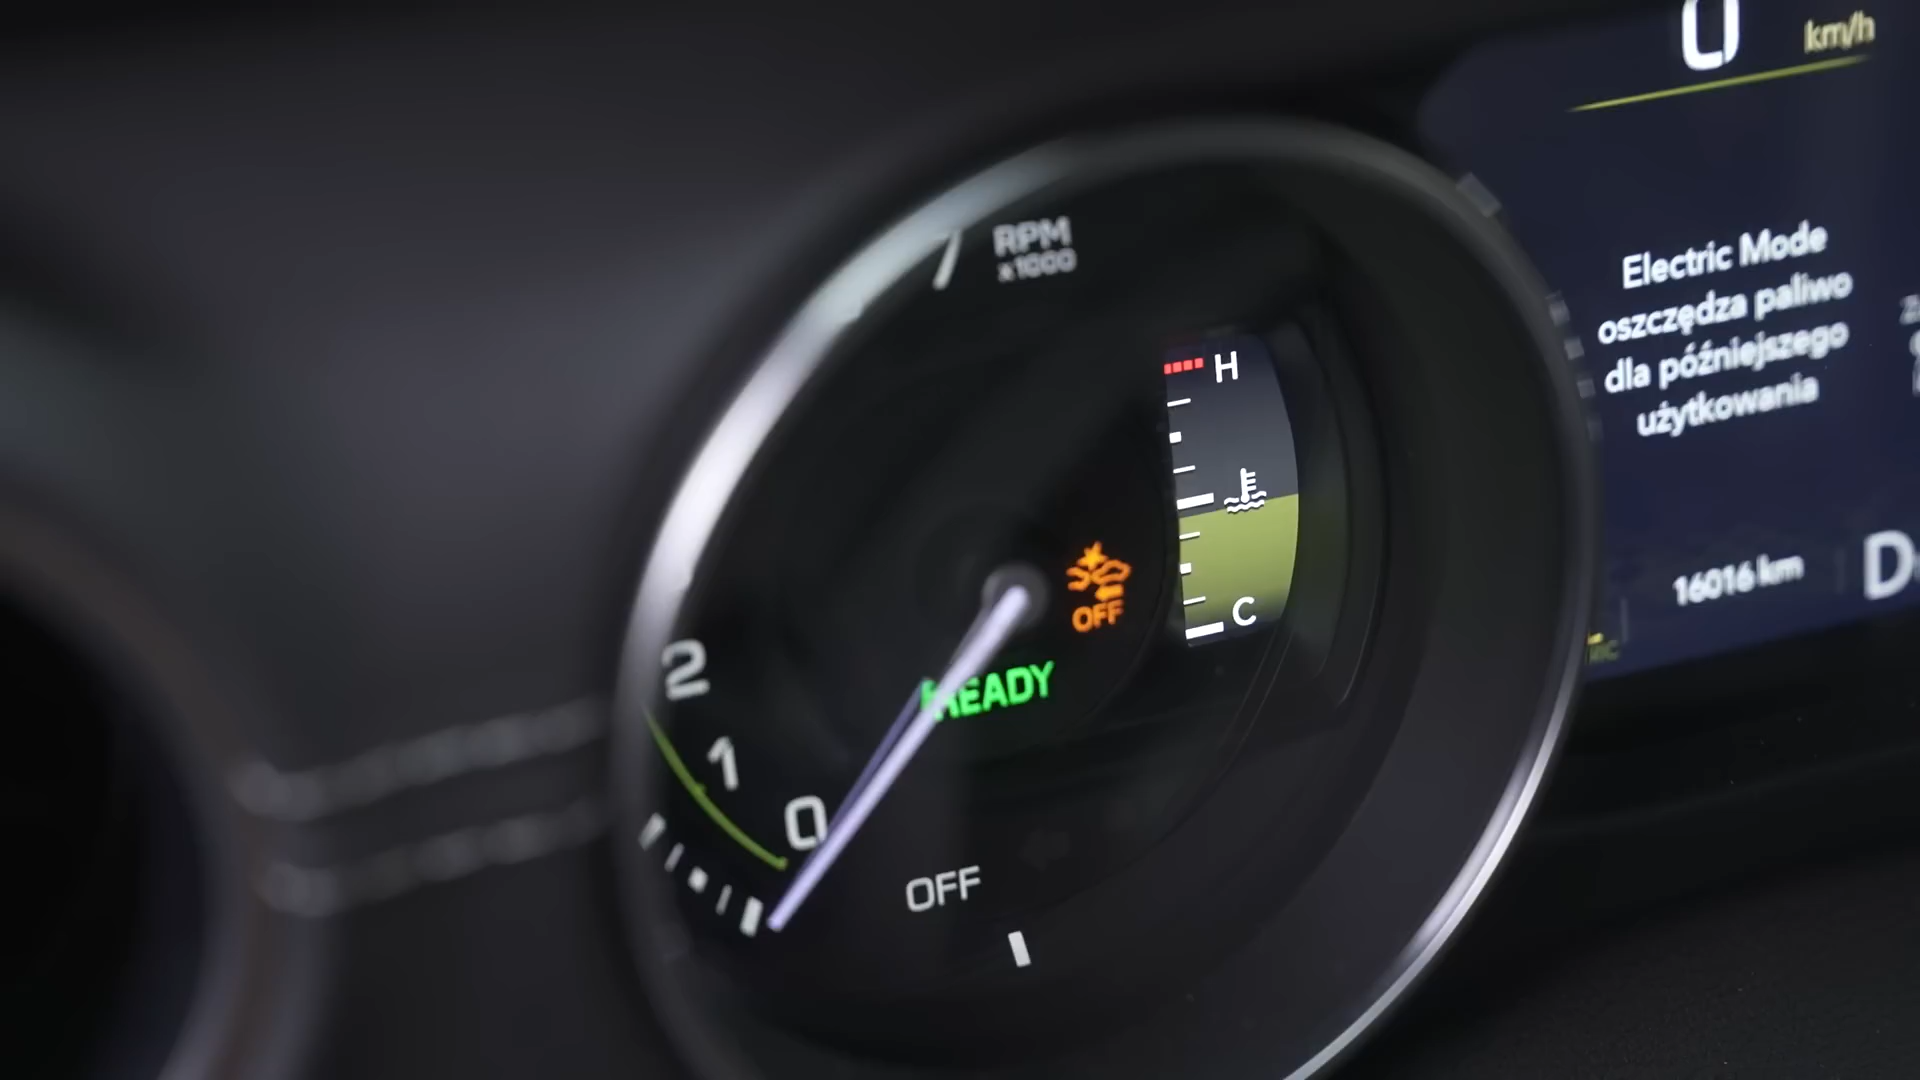 0 km/h
RPM
x1000
H
Electric Mode
oszczędza paliwo
dla późniejszego
użytkowania
16016 km
D
OFF
C
READY
2
1
0
OFF